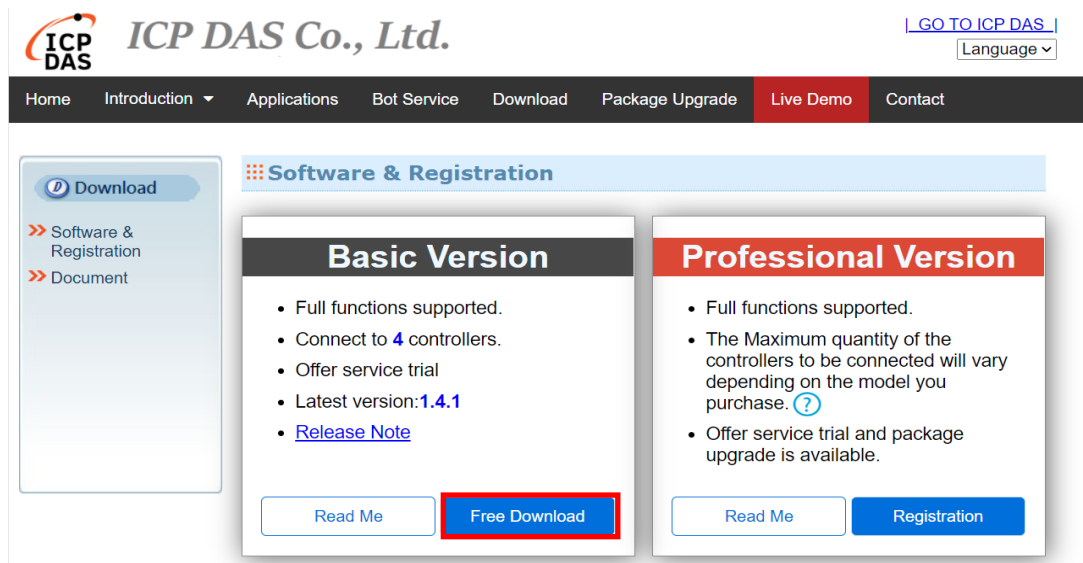 ICP
DAS
ICP DAS Co., Ltd.
| GO TO ICP DAS |
Language
Home Introduction Applications Bot Service Download Package Upgrade Live Demo Contact
Download
Software &
Registration
Document
Software & Registration
Basic Version
Full functions supported.
Connect to 4 controllers.
Offer service trial
Latest version:1.4.1
Release Note
Read Me Free Download
Professional Version
Full functions supported.
The Maximum quantity of the
controllers to be connected will vary
depending on the model you
purchase. ?
Offer service trial and package
upgrade is available.
Read Me Registration